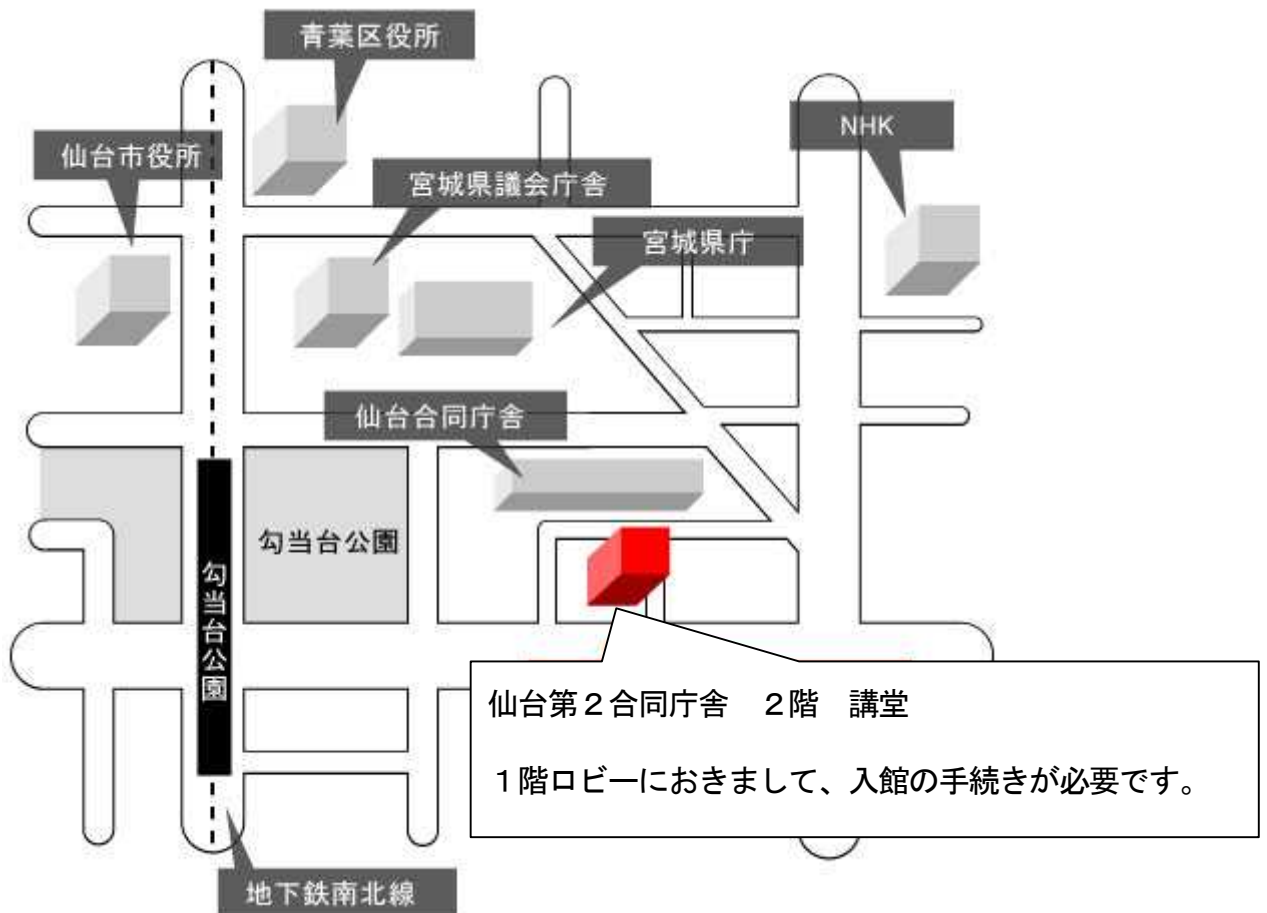 青葉区役所
NHK
仙台市役所
宮城県議会庁舎
宮城県庁
仙台合同庁舎
勾当台公園
勾当台公園
仙台第2合同庁舎　2階　講堂
1階ロビーにおきまして、入館の手続きが必要です。
地下鉄南北線